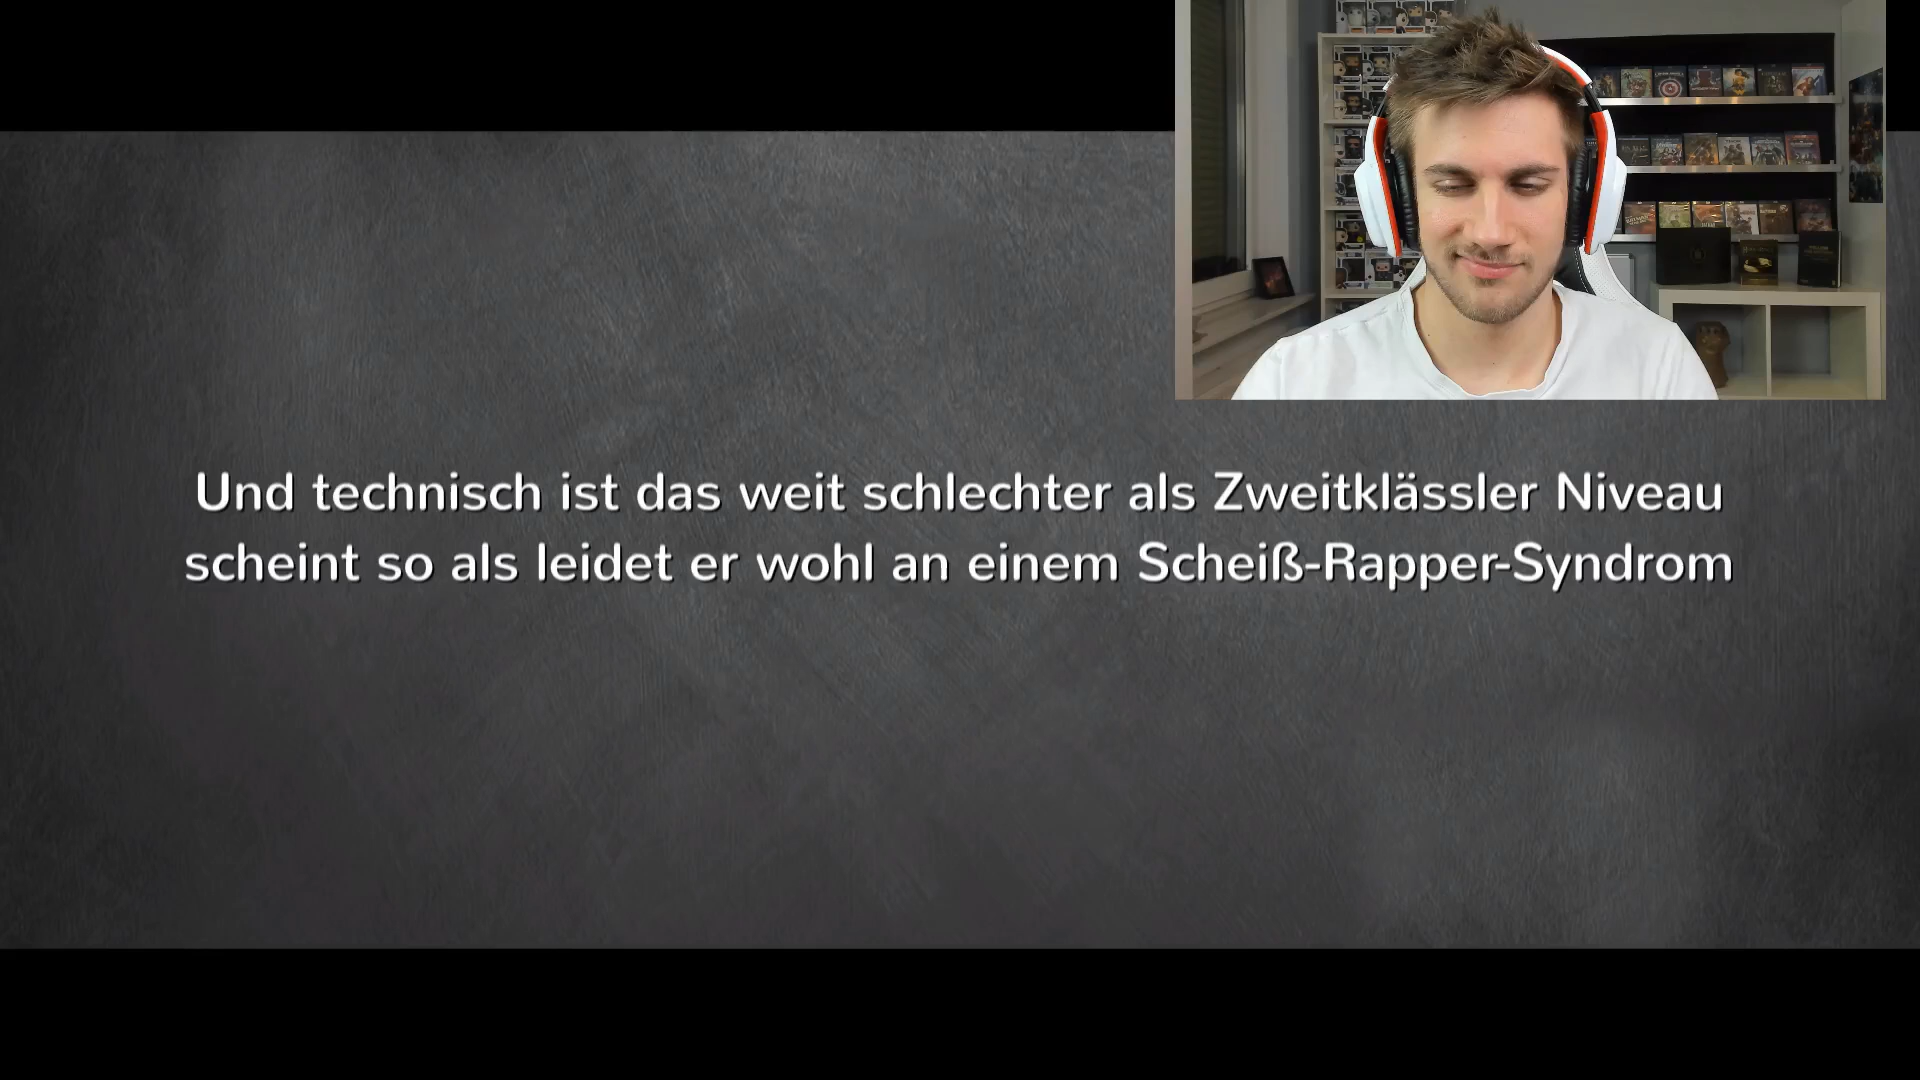 Und technisch ist das weit schlechter als Zweitklässler Niveau
scheint so als leidet er wohl an einem Scheiß-Rapper-Syndrom